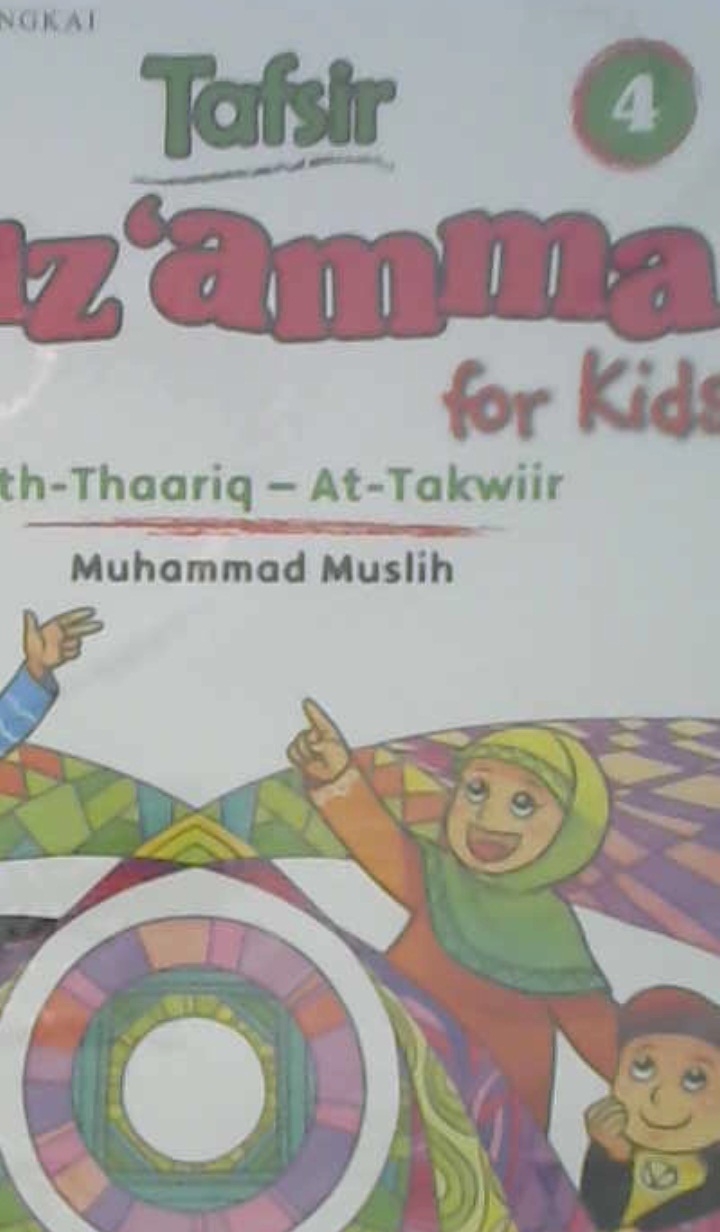 NGKAI
Tafsir
4
z‘amma
for Kids
th-Thaariq – At-Takwiir
Muhammad Muslih